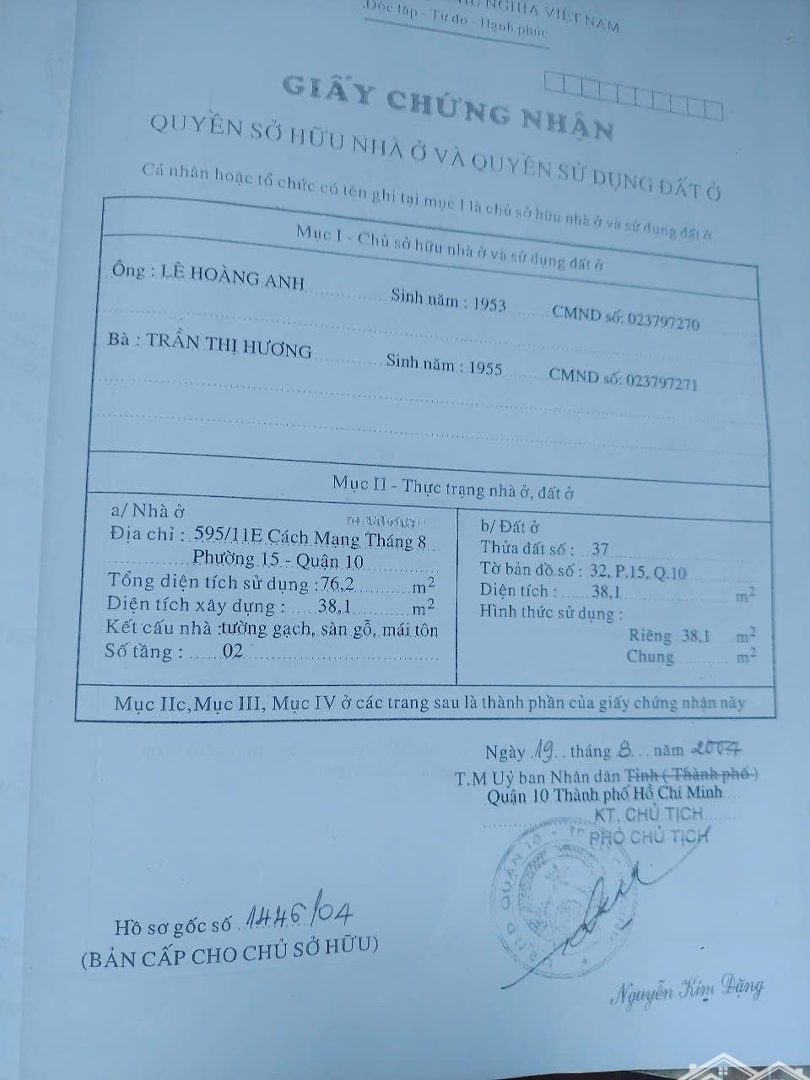 NGHĨA VIỆT NAM
Độc lập - Tự do - Hạnh phúc
GIẤY CHỨNG NHẬN
QUYỀN SỞ HỮU NHÀ Ở VÀ QUYỀN SỬ DỤNG ĐẤT Ở
Cá nhân hoặc tổ chức có tên ghi tại mục I là chủ sở hữu nhà ở và sử dụng đất ở
Mục I - Chủ sở hữu nhà ở và sử dụng đất ở
Ông : LÊ HOÀNG ANH Sinh năm : 1953 CMND số: 023797270
Bà : TRẦN THỊ HƯƠNG Sinh năm : 1955 CMND số: 023797271
Mục II - Thực trạng nhà ở, đất ở
a/ Nhà ở
Địa chỉ : 595/11E Cách Mạng Tháng 8
Phường 15 - Quận 10
Tổng diện tích sử dụng :76,2 m²
Diện tích xây dựng : 38,1 m²
Kết cấu nhà :tường gạch, sàn gỗ, mái tôn
Số tầng : 02
b/ Đất ở
Thửa đất số : 37
Tờ bản đồ số : 32, P.15, Q.10
Diện tích : 38,1 m²
Hình thức sử dụng :
Riêng 38,1 m²
Chung m²
Mục IIc,Mục III, Mục IV ở các trang sau là thành phần của giấy chứng nhận này
Ngày 19 tháng 8 năm 2004
T.M Uỷ ban Nhân dân Tỉnh ( Thành phố )
Quận 10 Thành phố Hồ Chí Minh
KT. CHỦ TỊCH
PHÓ CHỦ TỊCH
QUẬN 10
Hồ sơ gốc số 1446/04
(BẢN CẤP CHO CHỦ SỞ HỮU)
Nguyễn Kim Đặng